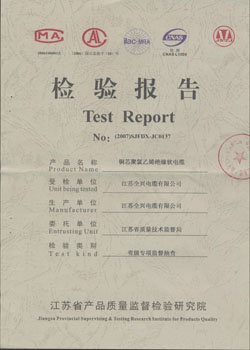 MA
CAL
ilac-MRA
CNAS
检验报告
Test Report
No: (2007)SJFDX-JC0137
产品名称 铜芯聚氯乙烯绝缘软电缆
Product Name
受检单位 江苏全兴电缆有限公司
Unit being tested
生产单位 江苏全兴电缆有限公司
Manufacturer
委托单位 江苏省质量技术监督局
Entrusting Unit
检验类别 省级专项监督抽查
Test kind
江苏省产品质量监督检验研究院
Jiangsu Provincial Supervising & Testing Research Institute for Products Quality